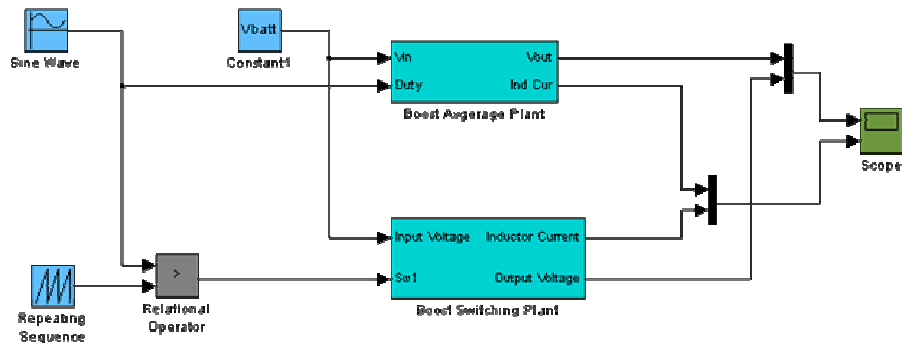 Vbatt
Sine Wave
Constant1
Vin
Vout
Duty
Ind Cur
Boost Avgerage Plant
Scope
Input Voltage
Inductor Current
Sw1
Output Voltage
Boost Switching Plant
>
Relational
Operator
Repeating
Sequence